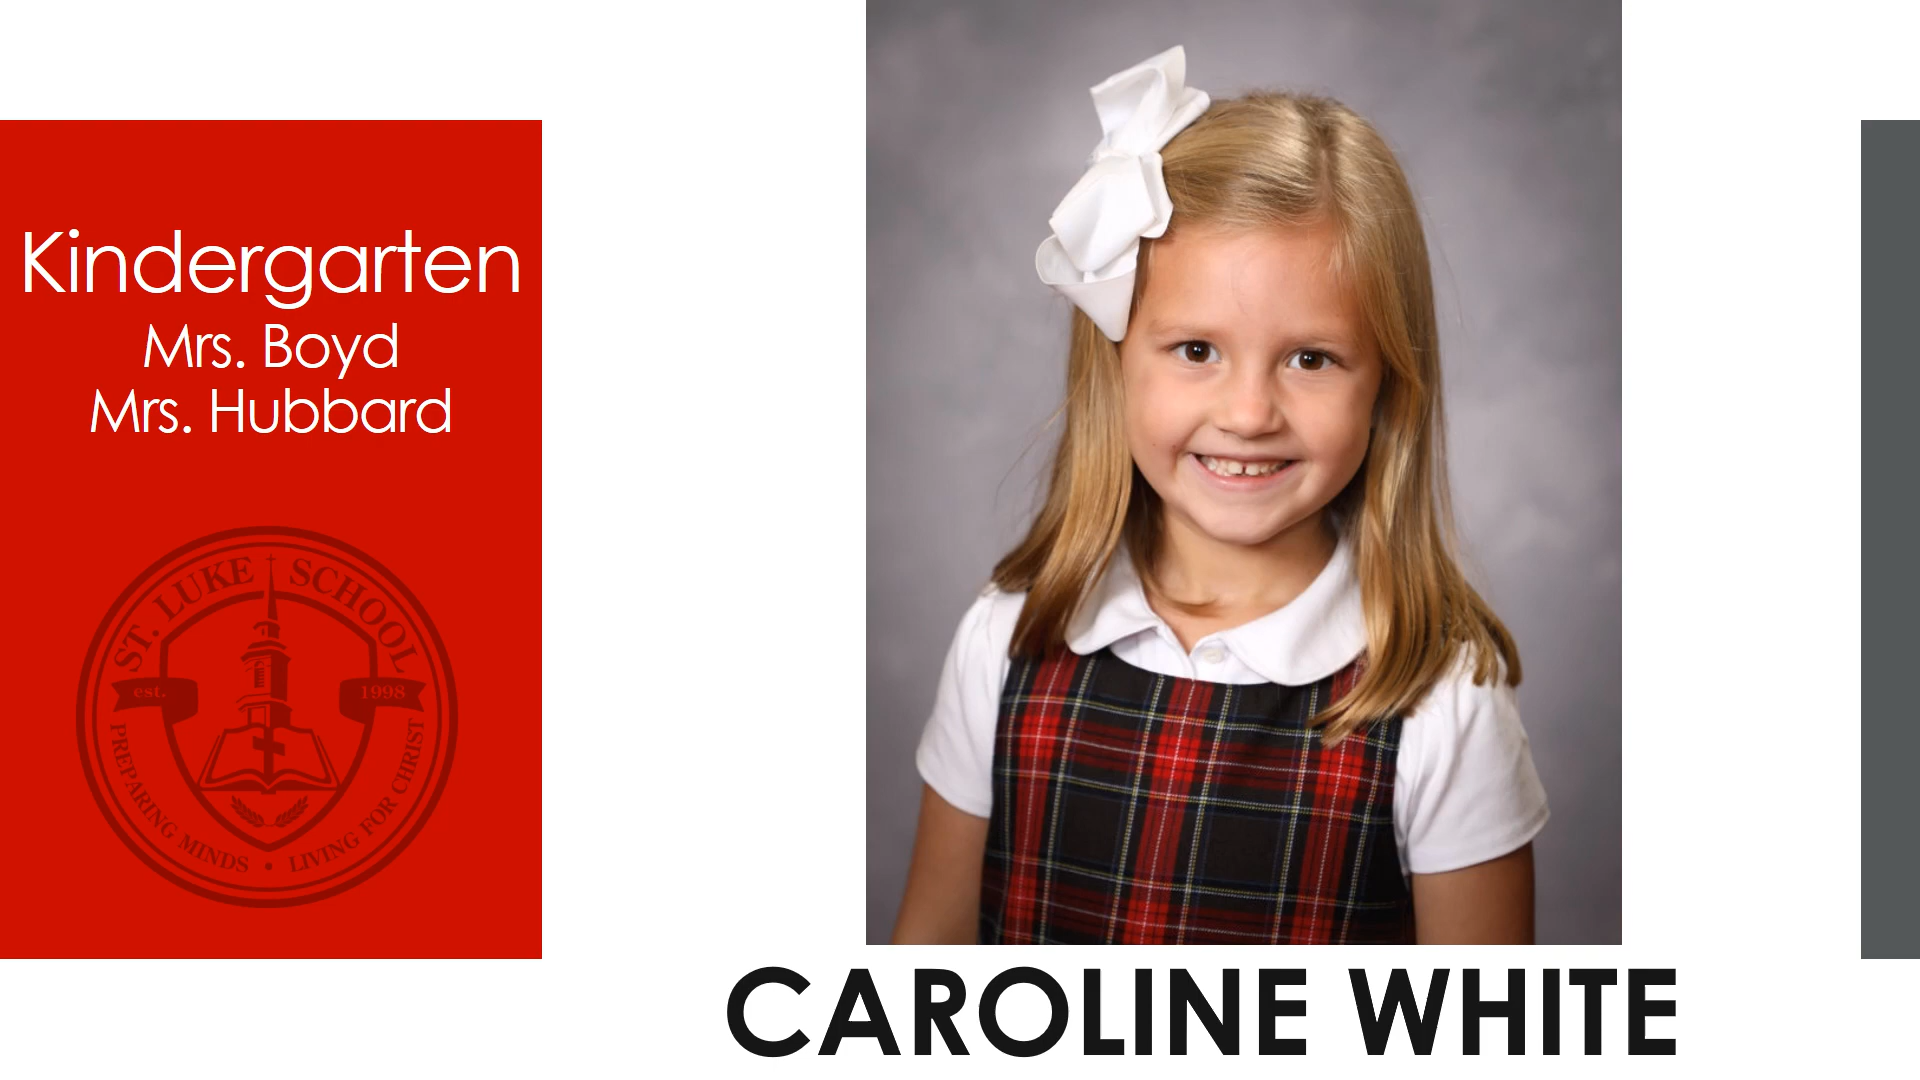 Kindergarten
Mrs. Boyd
Mrs. Hubbard
ST. LUKE SCHOOL
est. 1998
PREPARING MINDS • LIVING FOR CHRIST
CAROLINE WHITE